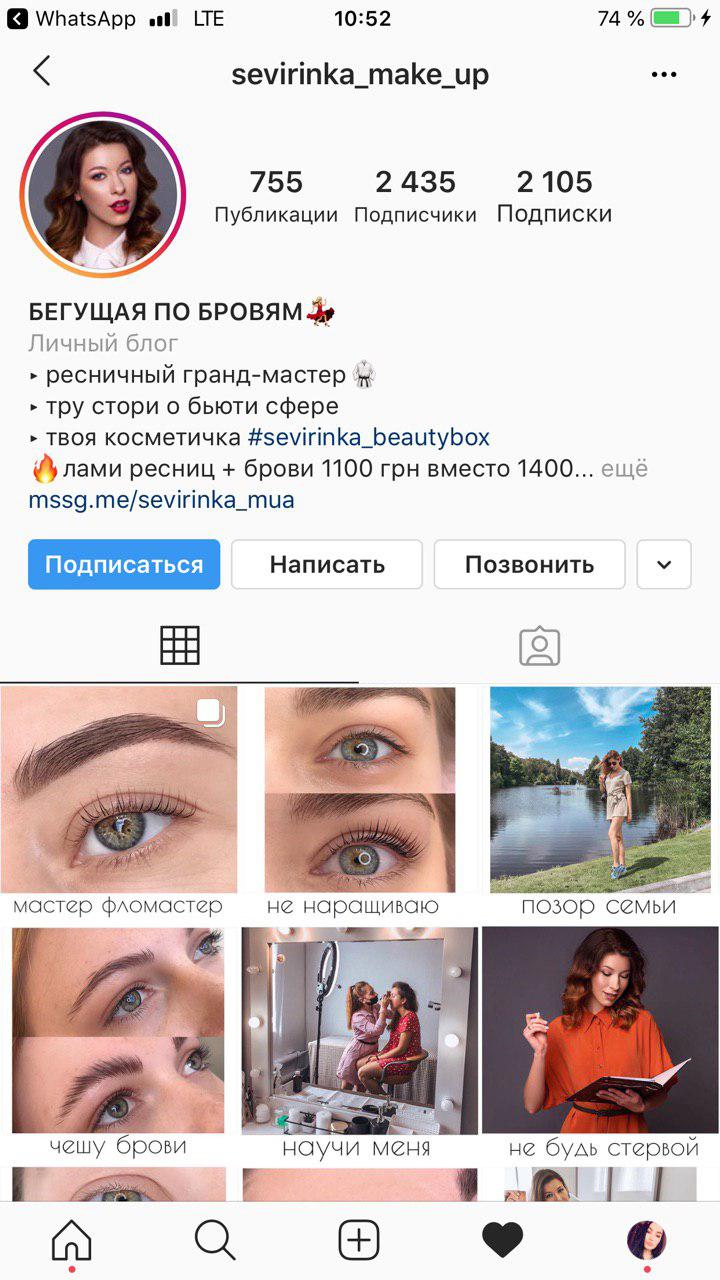 WhatsApp LTE 10:52 74 %
sevirinka_make_up
755 2 435 2 105
Публикации Подписчики Подписки
БЕГУЩАЯ ПО БРОВЯМ💃
Личный блог
‣ ресничный гранд-мастер🥋
‣ тру стори о бьюти сфере
‣ твоя косметичка #sevirinka_beautybox
🔥лами ресниц + брови 1100 грн вместо 1400... ещё
mssg.me/sevirinka_mua
Подписаться Написать Позвонить
мастер фломастер не наращиваю позор семьи
чешу брови научи меня не будь стервой